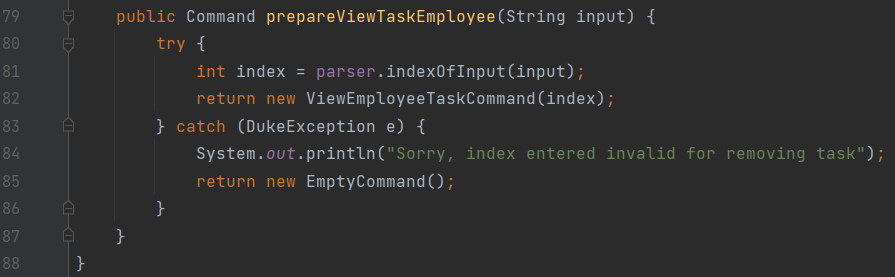 79 public Command prepareViewTaskEmployee(String input) {
80 try {
81 int index = parser.indexOfInput(input);
82 return new ViewEmployeeTaskCommand(index);
83 } catch (DukeException e) {
84 System.out.println("Sorry, index entered invalid for removing task");
85 return new EmptyCommand();
86 }
87 }
88 }